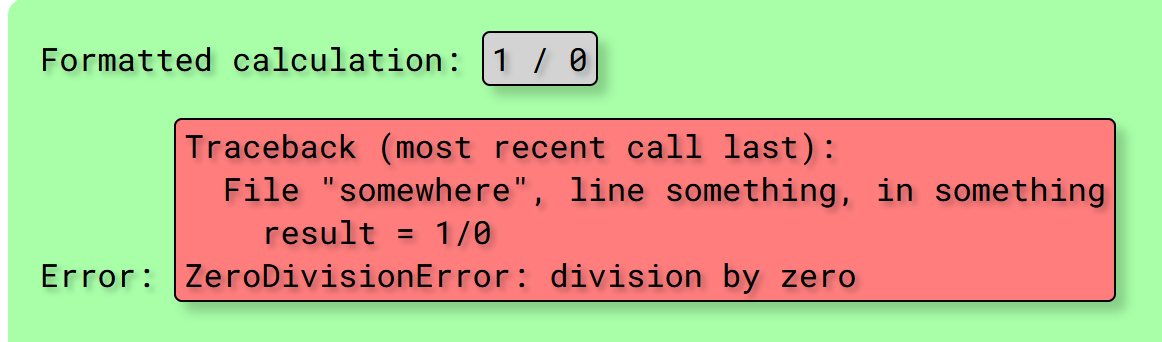 Formatted calculation: 1 / 0
Traceback (most recent call last):
  File "somewhere", line something, in something
    result = 1/0
Error: ZeroDivisionError: division by zero